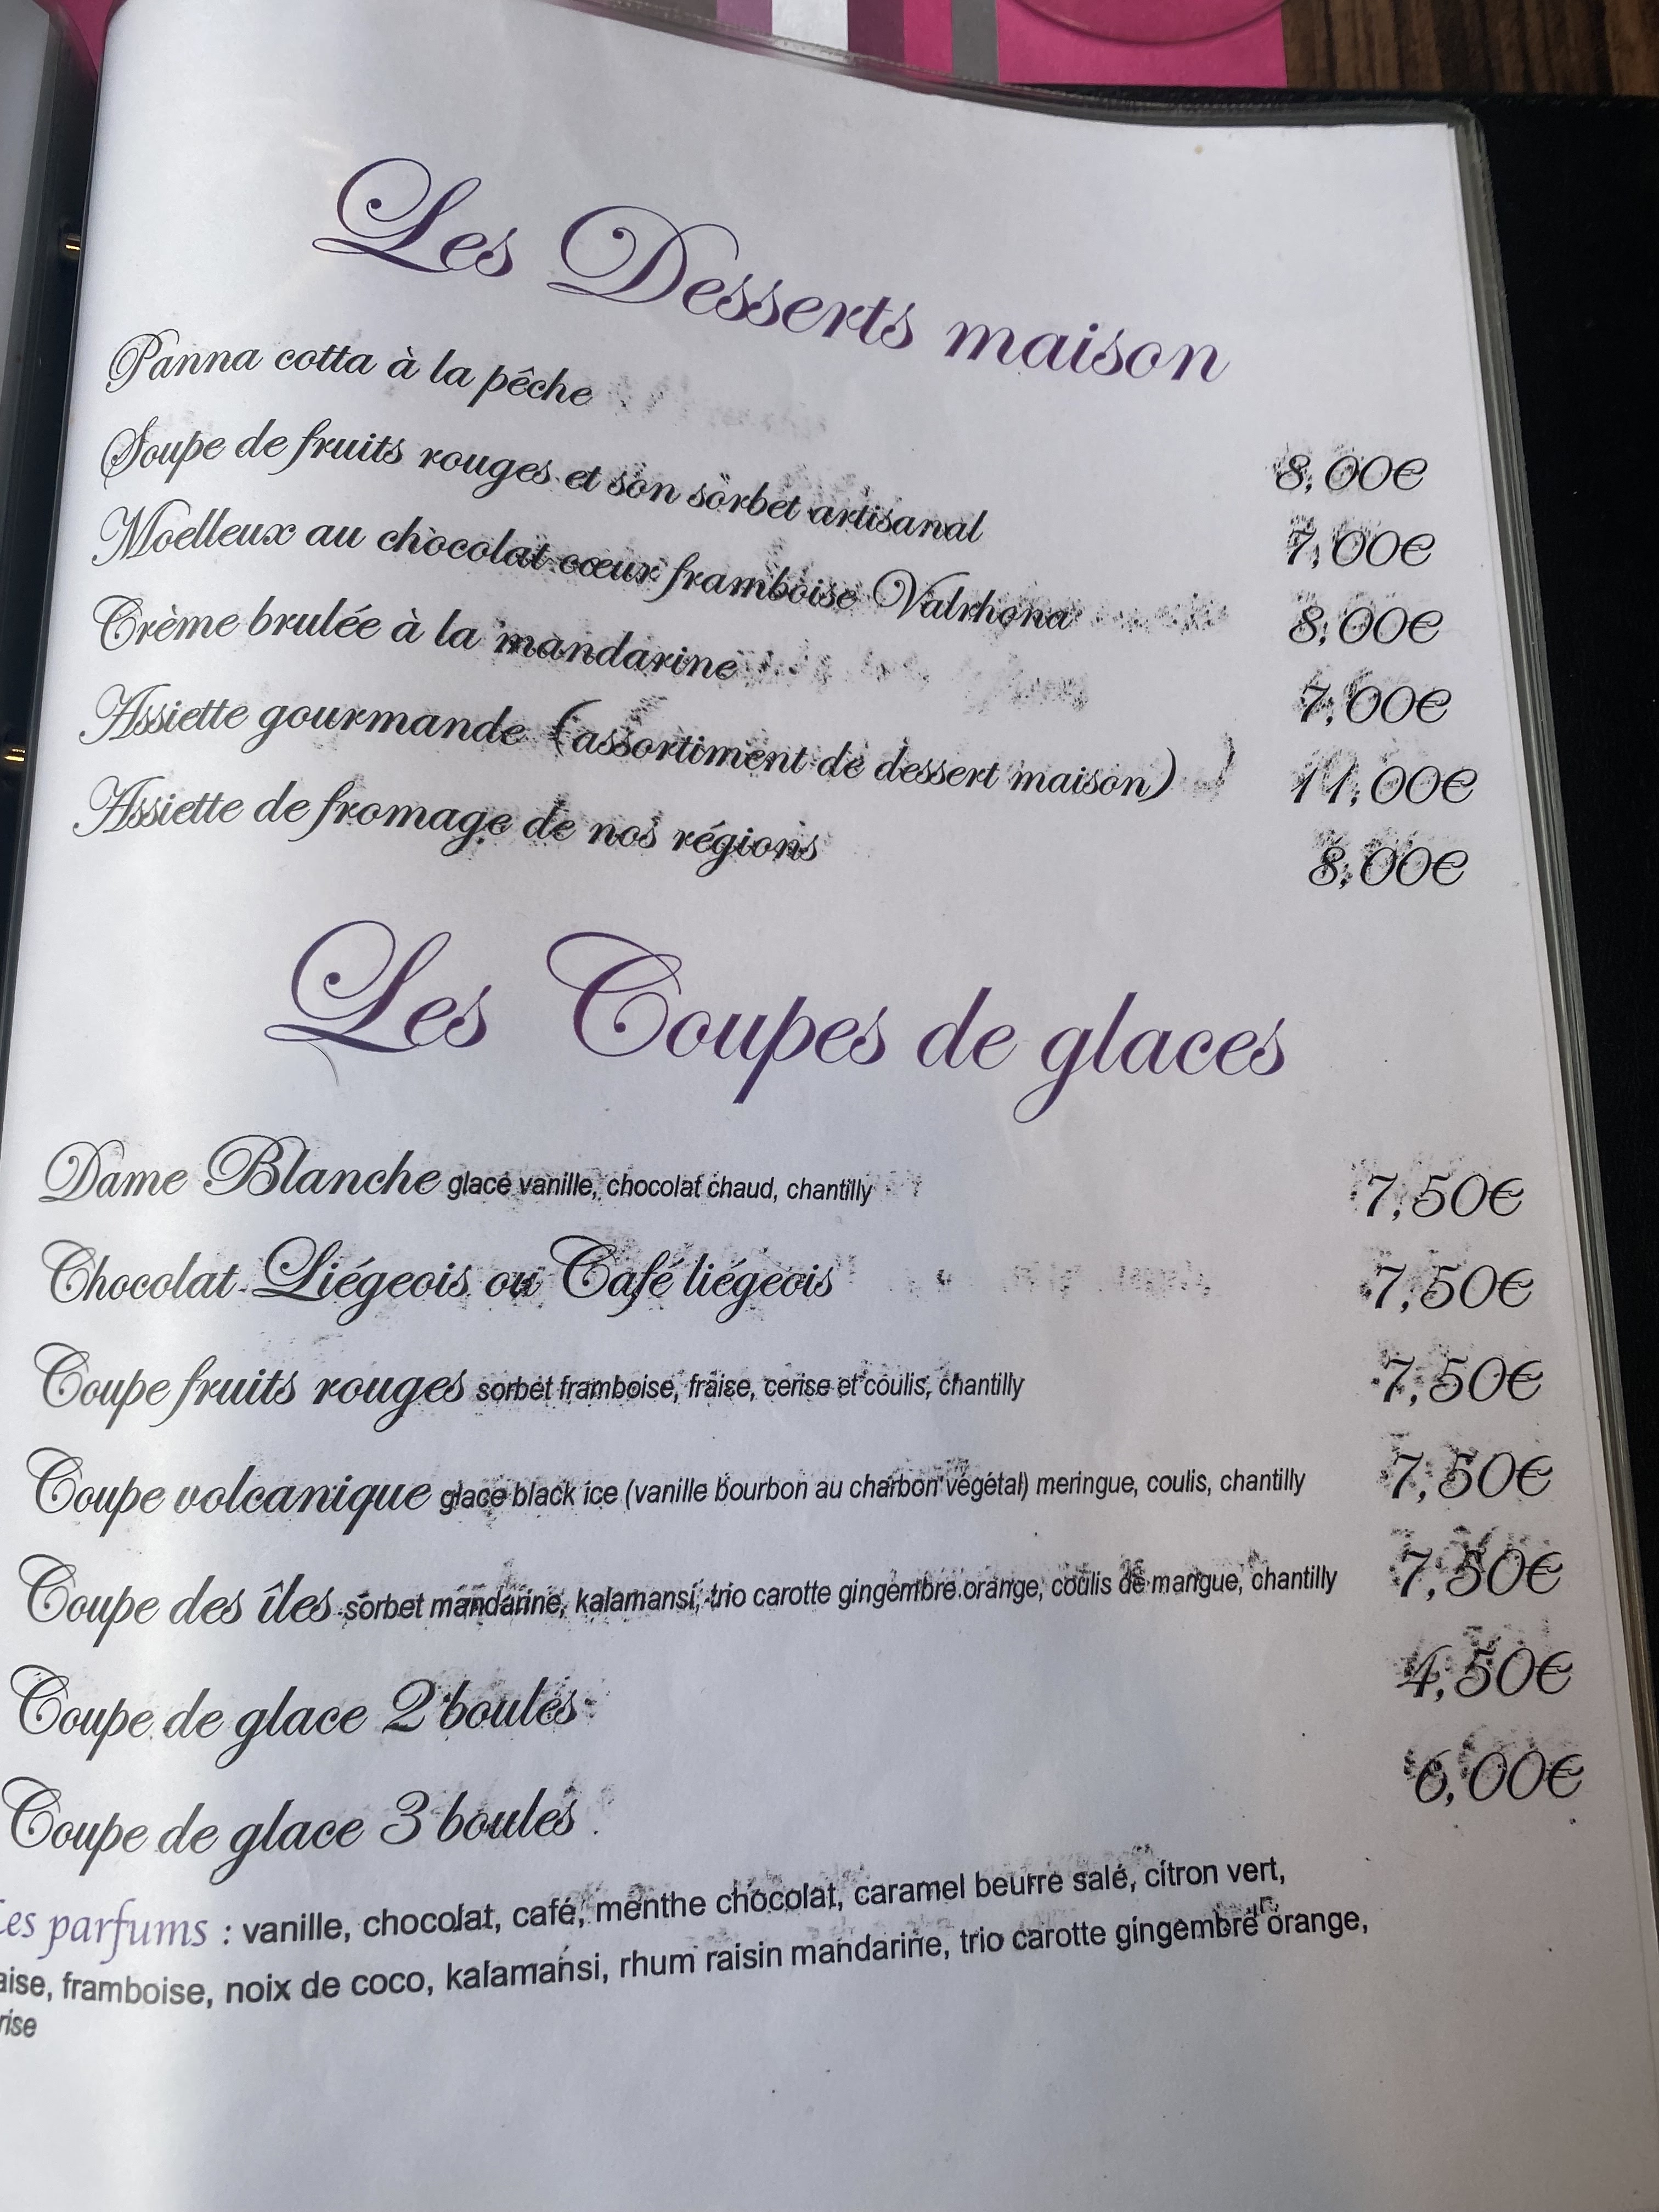 Les Desserts maison
Panna cotta à la pêche 8,00€
Soupe de fruits rouges et son sorbet artisanal 7,00€
Moelleux au chocolat cœur framboise Valrhona 8,00€
Crème brulée à la mandarine 7,00€
Assiette gourmande (assortiment de dessert maison) 11,00€
Assiette de fromage de nos régions 8,00€
Les Coupes de glaces
Dame Blanche glace vanille, chocolat chaud, chantilly 7,50€
Chocolat Liégeois ou Café liégeois 7,50€
Coupe fruits rouges sorbet framboise, fraise, cerise et coulis, chantilly 7,50€
Coupe volcanique glace black ice (vanille bourbon au charbon végétal) meringue, coulis, chantilly 7,50€
Coupe des îles sorbet mandarine, kalamansi, trio carotte gingembre orange, coulis de mangue, chantilly 7,50€
Coupe de glace 2 boules 4,50€
Coupe de glace 3 boules 6,00€
Les parfums : vanille, chocolat, café, menthe chocolat, caramel beurre salé, citron vert,
aise, framboise, noix de coco, kalamansi, rhum raisin mandarine, trio carotte gingembre orange,
rise